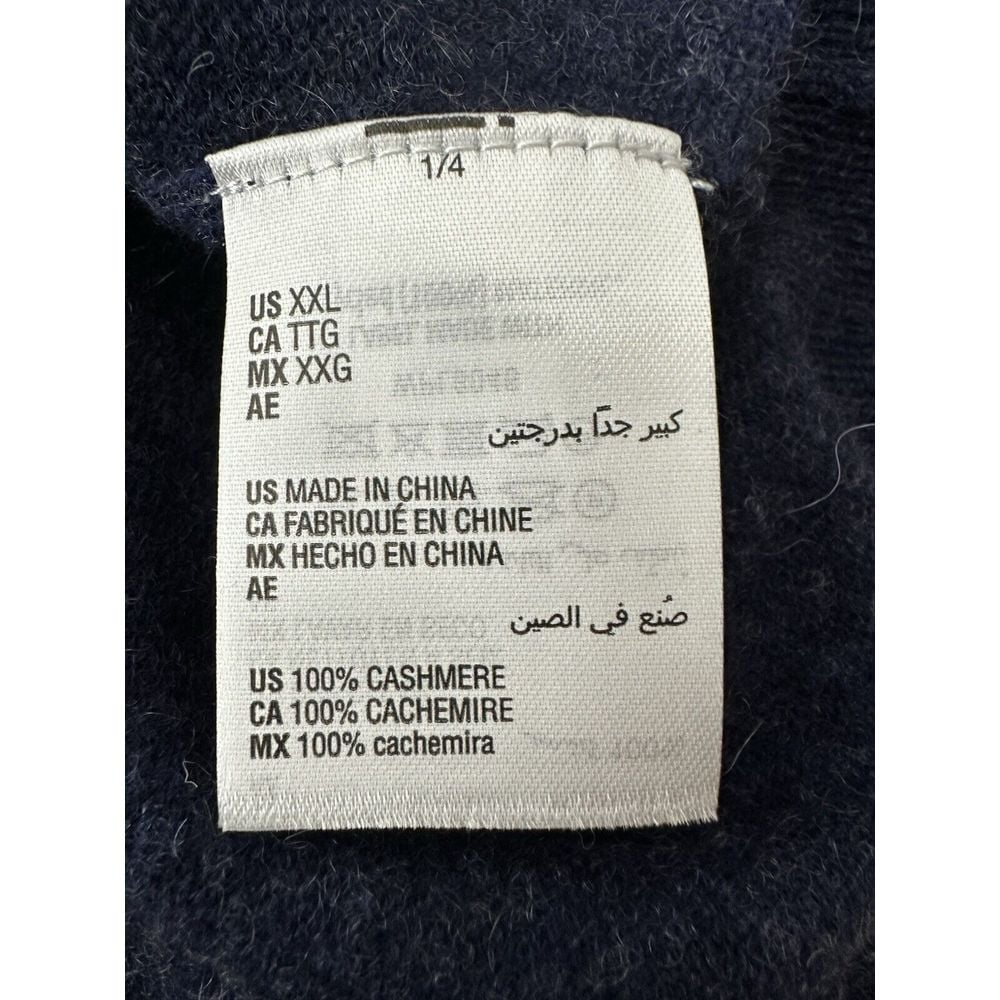 1/4
US XXL
CA TTG
MX XXG
AE
كبير جدًا بدرجتين
US MADE IN CHINA
CA FABRIQUÉ EN CHINE
MX HECHO EN CHINA
AE
صُنع في الصين
US 100% CASHMERE
CA 100% CACHEMIRE
MX 100% cachemira